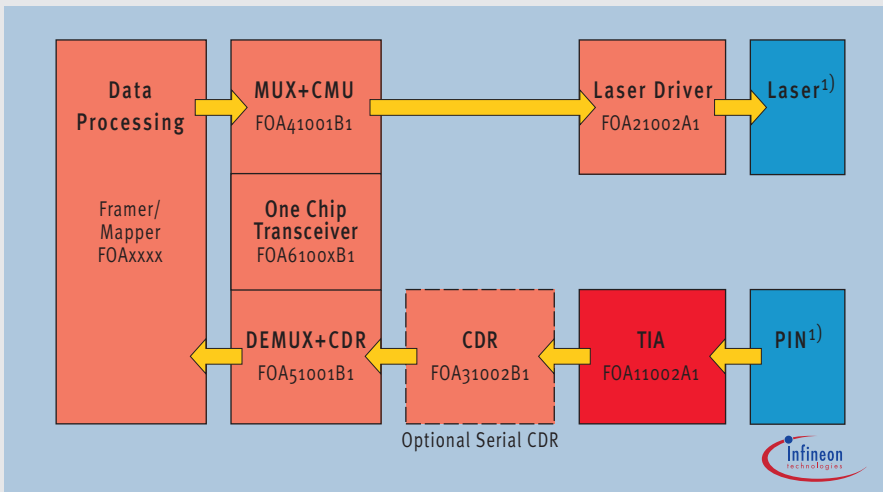 Data
Processing
Framer/
Mapper
FOAxxxx
MUX+CMU
FOA41001B1
One Chip
Transceiver
FOA6100xB1
DEMUX+CDR
FOA51001B1
CDR
FOA31002B1
Optional Serial CDR
Laser Driver
FOA21002A1
TIA
FOA11002A1
Laser1)
PIN1)
Infineon
technologies